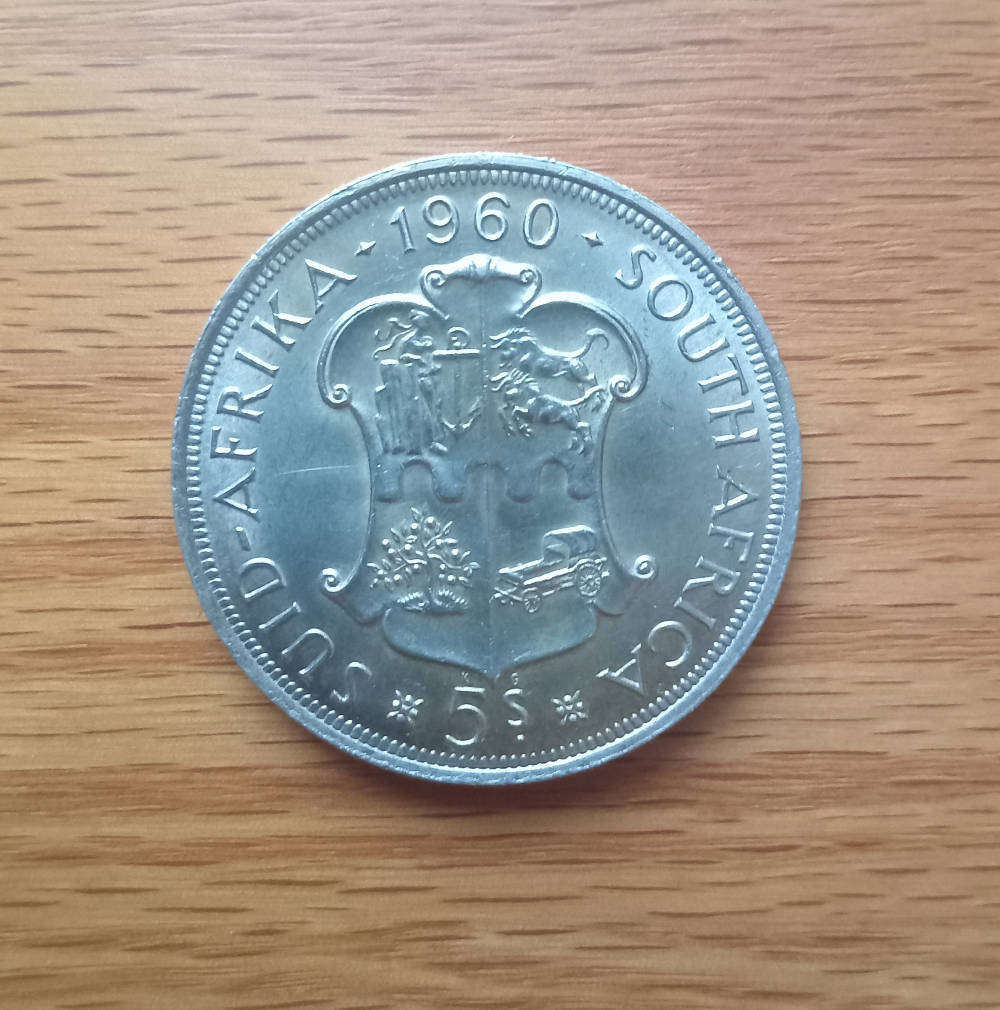 SUID-AFRIKA
1960
SOUTH AFRICA
K G
5S.